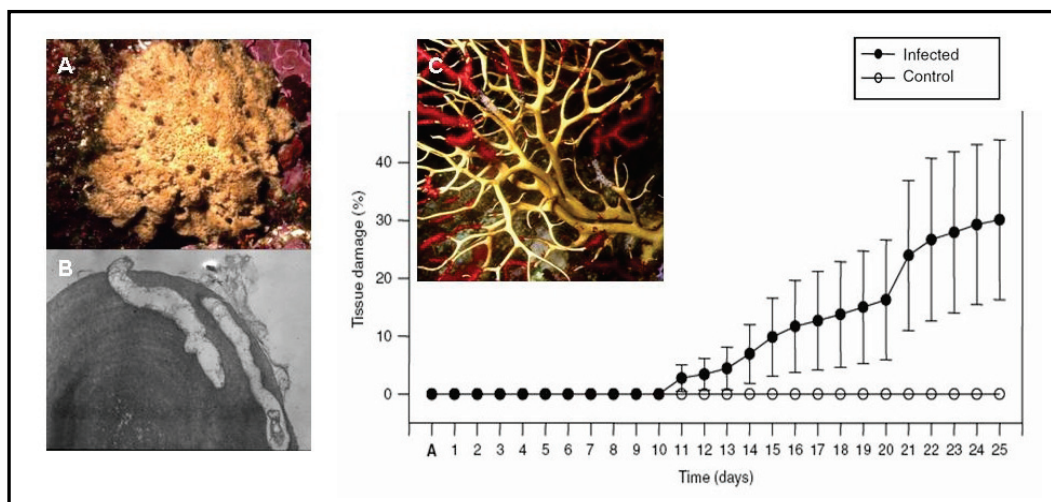 A
B
C
Infected
Control
Tissue damage (%)
40
30
20
10
0
A 1 2 3 4 5 6 7 8 9 10 11 12 13 14 15 16 17 18 19 20 21 22 23 24 25
Time (days)